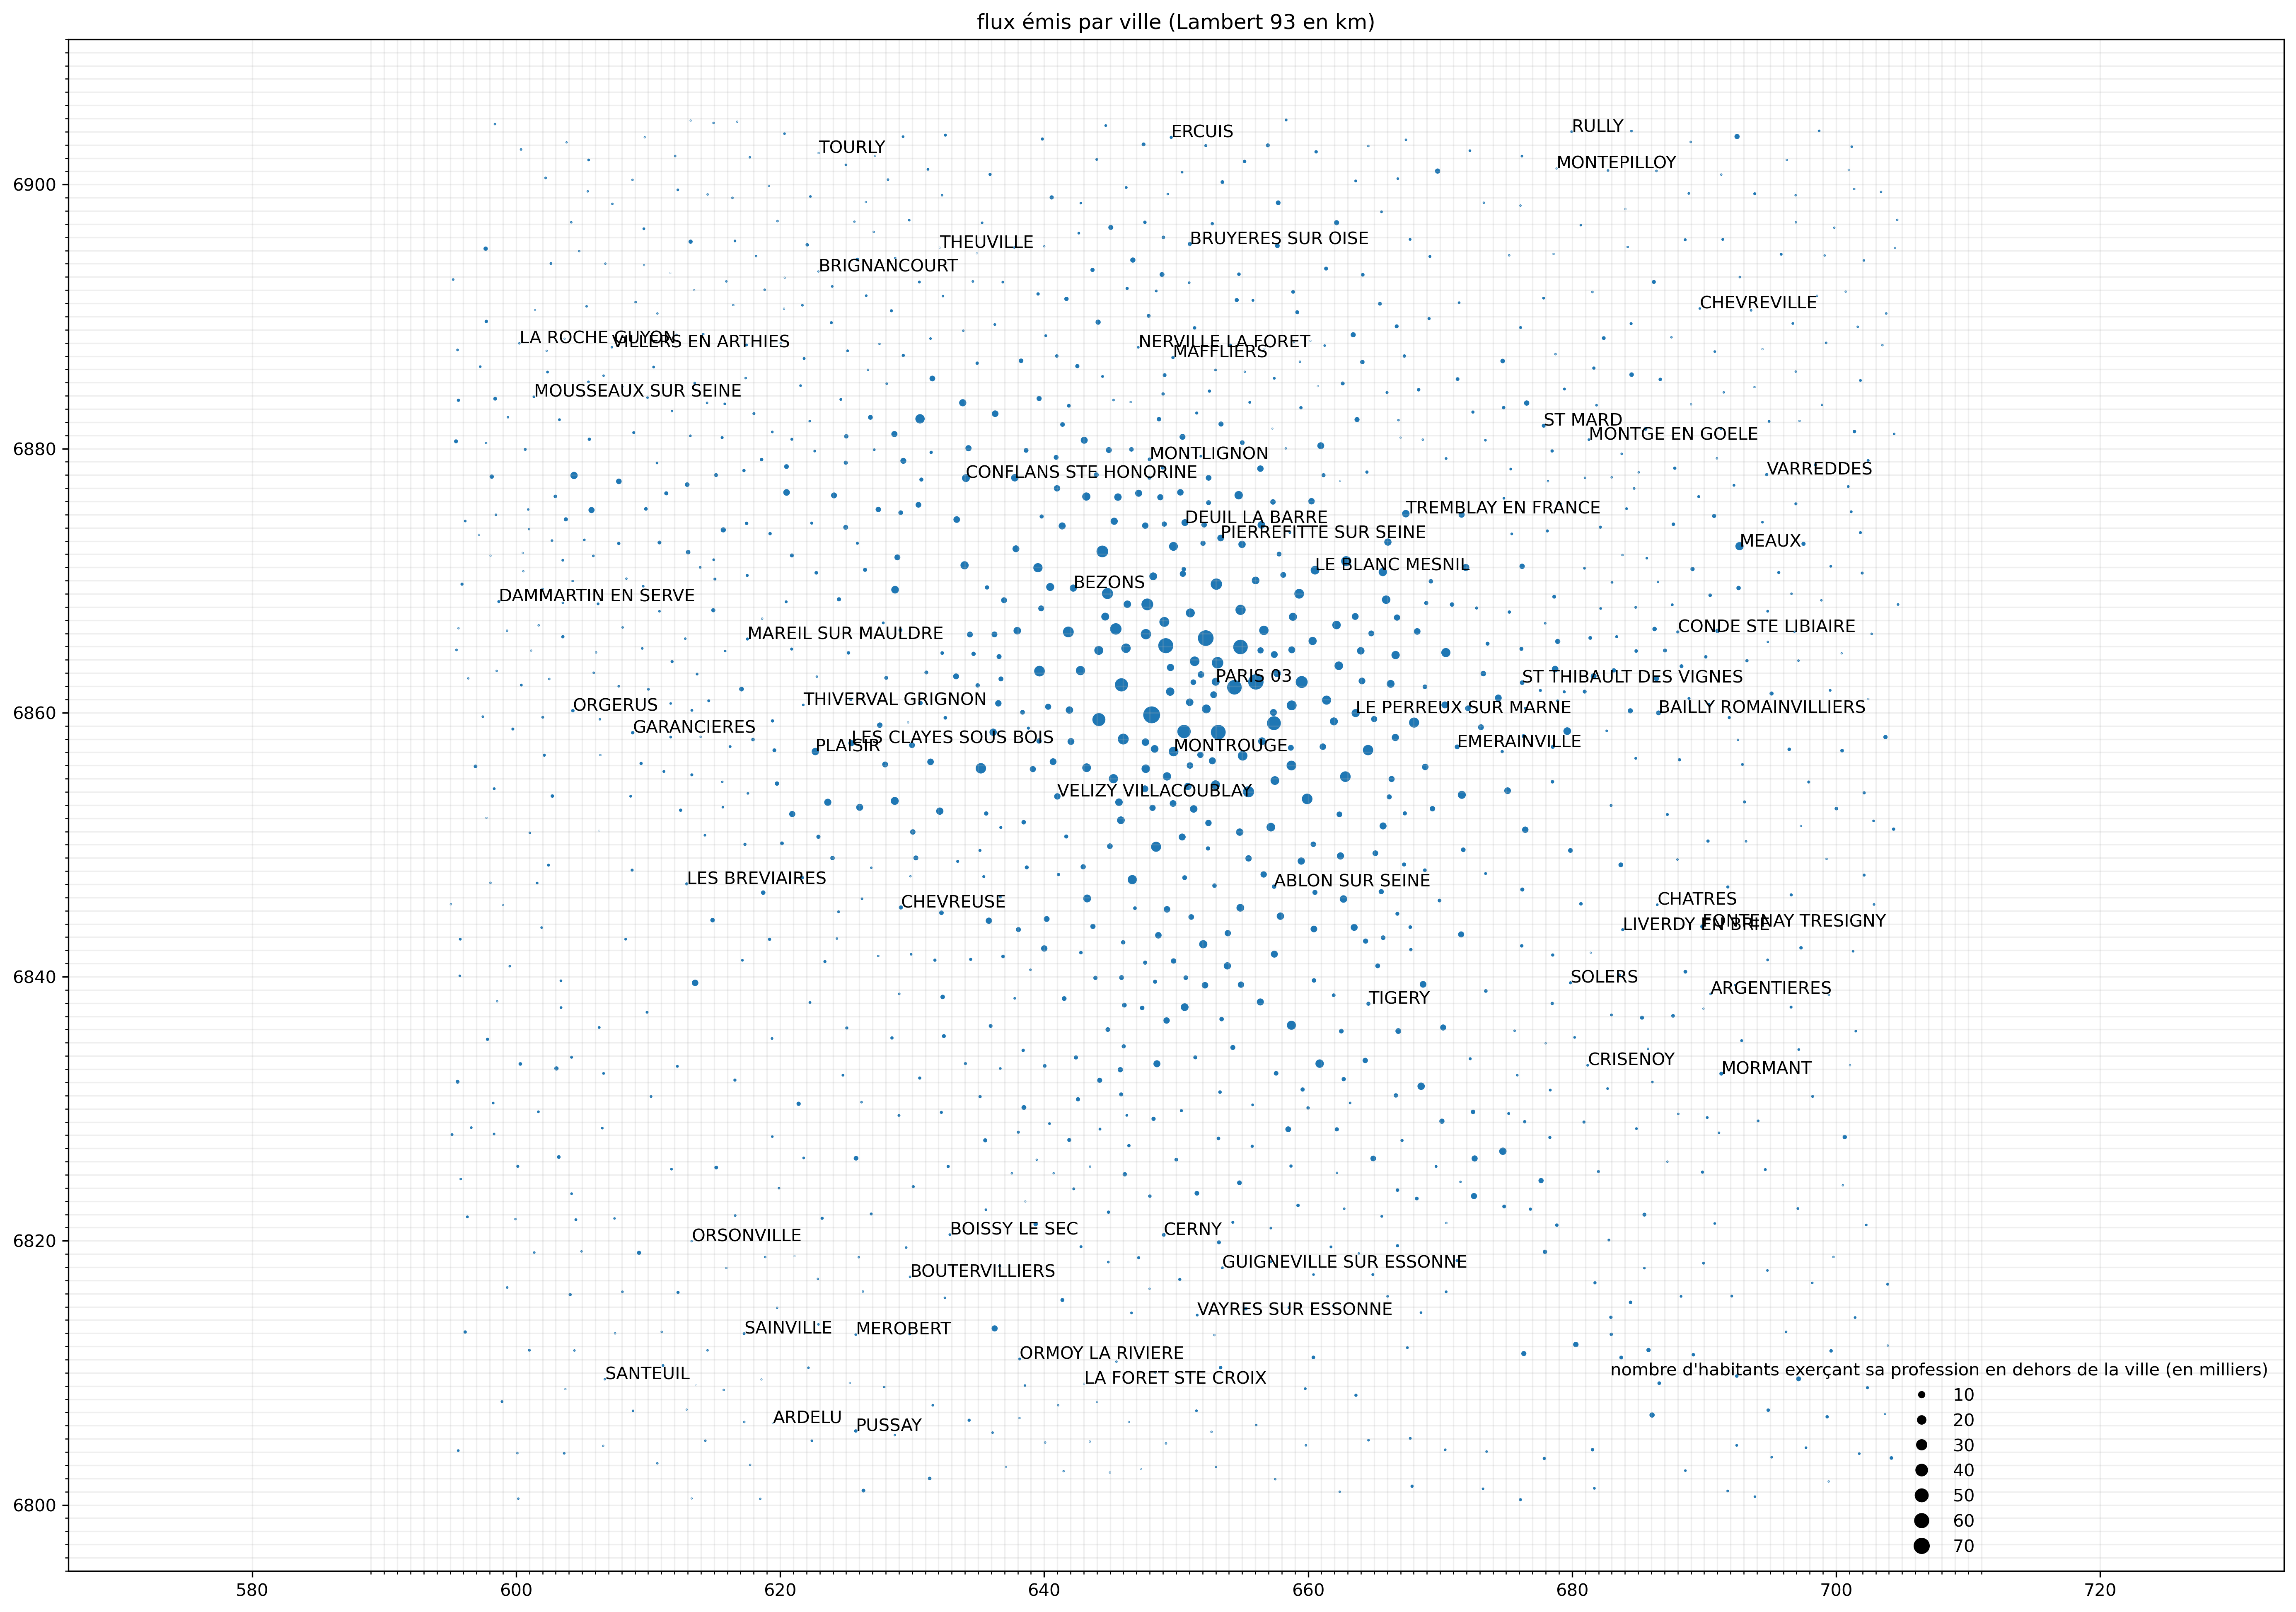 flux émis par ville (Lambert 93 en km)
ERCUIS
RULLY
TOURLY
MONTEPILLOY
6900
THEUVILLE
BRUYERES SUR OISE
BRIGNANCOURT
CHEVREVILLE
LA ROCHE GUYON
VILLERS EN ARTHIES
NERVILLE LA FORET
MAFFLIERS
MOUSSEAUX SUR SEINE
ST MARD
MONTGE EN GOELE
6880
MONTLIGNON
CONFLANS STE HONORINE
VARREDDES
TREMBLAY EN FRANCE
DEUIL LA BARRE
PIERREFITTE SUR SEINE
MEAUX
LE BLANC MESNIL
BEZONS
DAMMARTIN EN SERVE
MAREIL SUR MAULDRE
CONDE STE LIBIAIRE
PARIS 03
ST THIBAULT DES VIGNES
THIVERVAL GRIGNON
ORGERUS
LE PERREUX SUR MARNE
BAILLY ROMAINVILLIERS
6860
GARANCIERES
LES CLAYES SOUS BOIS
PLAISIR
MONTROUGE
EMERAINVILLE
VELIZY VILLACOUBLAY
LES BREVIAIRES
ABLON SUR SEINE
CHEVREUSE
CHATRES
LIVERDY EN BRIE
FONTENAY TRESIGNY
6840
SOLERS
ARGENTIERES
TIGERY
CRISENOY
MORMANT
6820
ORSONVILLE
BOISSY LE SEC
CERNY
GUIGNEVILLE SUR ESSONNE
BOUTERVILLIERS
VAYRES SUR ESSONNE
SAINVILLE
MEROBERT
ORMOY LA RIVIERE
SANTEUIL
LA FORET STE CROIX
nombre d'habitants exerçant sa profession en dehors de la ville (en milliers)
10
ARDELU
PUSSAY
20
30
40
50
6800
60
70
580
600
620
640
660
680
700
720